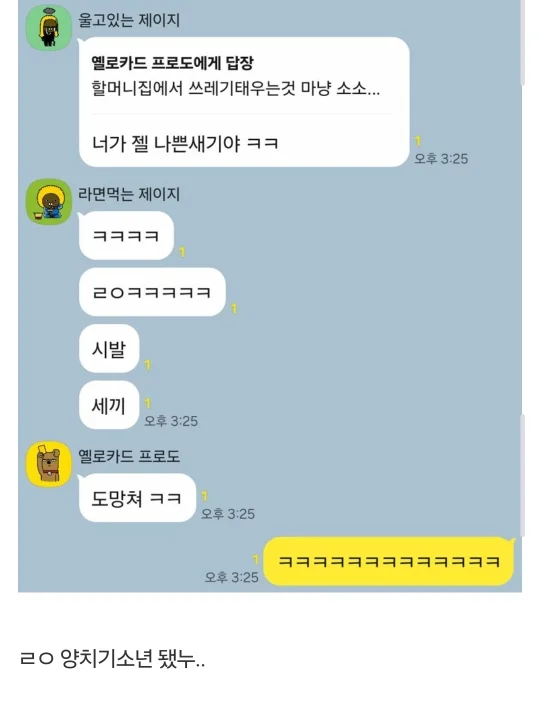 울고있는 제이지
옐로카드 프로도에게 답장
할머니집에서 쓰레기태우는것 마냥 소소...
너가 젤 나쁜새기야 ㅋㅋ
1
오후 3:25
라면먹는 제이지
ㅋㅋㅋㅋ
1
ㄹㅇㅋㅋㅋㅋㅋ
1
시발
1
세끼
1
오후 3:25
옐로카드 프로도
도망쳐 ㅋㅋ
1
오후 3:25
1
오후 3:25
ㅋㅋㅋㅋㅋㅋㅋㅋㅋㅋㅋㅋㅋ
ㄹㅇ 양치기소년 됐누..